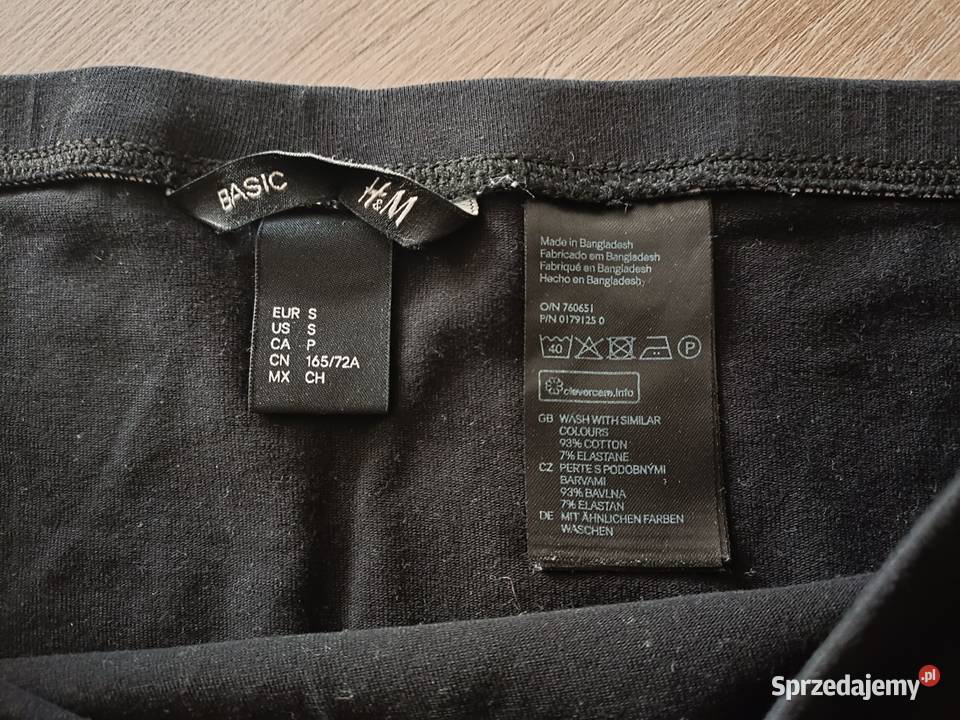 BASIC
H&M
EUR S
US S
CA P
CN 165/72A
MX CH
Made in Bangladesh
Fabricado em Bangladesh
Fabriqué en Bangladesh
Hecho en Bangladesh
O/N 760651
P/N 0179125 0
40
P
clevercare.info
GB WASH WITH SIMILAR
COLOURS
93% COTTON
7% ELASTANE
CZ PERTE S PODOBNÝMI
BARVAMI
93% BAVLNA
7% ELASTAN
DE MIT ÄHNLICHEN FARBEN
WASCHEN
Sprzedajemy.pl